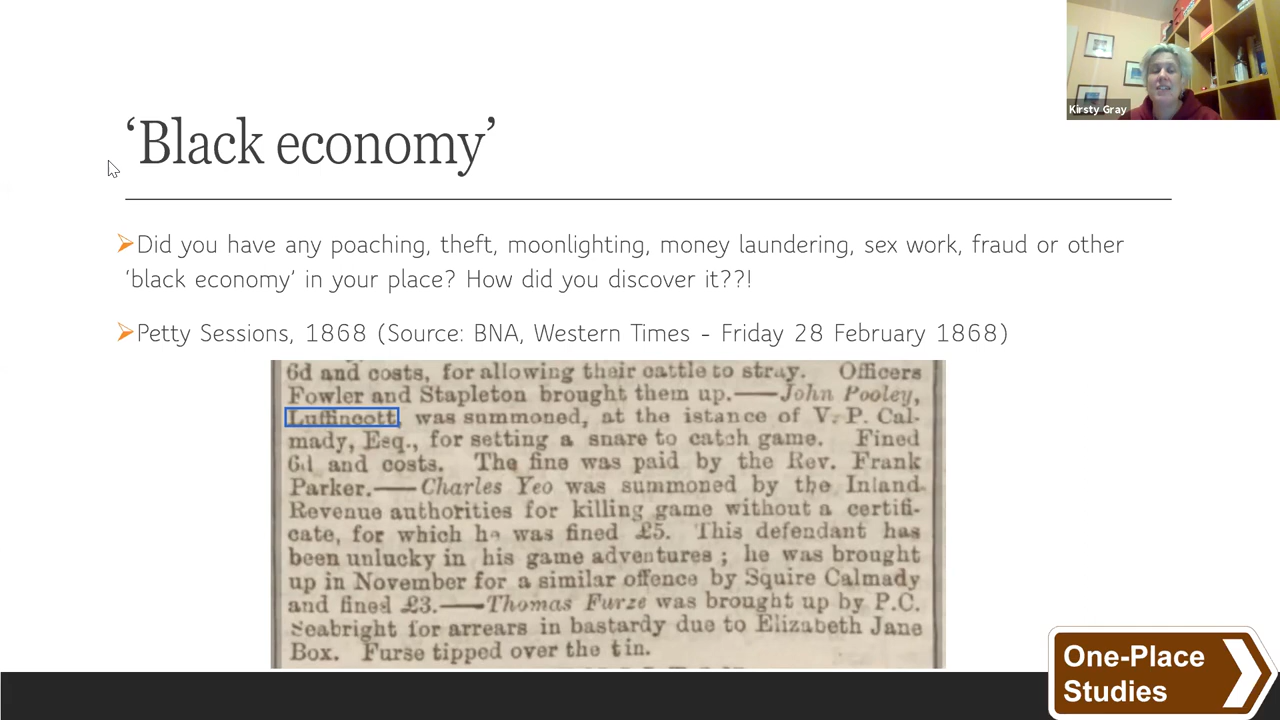 Kirsty Gray
‘Black economy’
Did you have any poaching, theft, moonlighting, money laundering, sex work, fraud or other
‘black economy’ in your place? How did you discover it??!
Petty Sessions, 1868 (Source: BNA, Western Times - Friday 28 February 1868)
6d and costs, for allowing their cattle to stray. Officers
Fowler and Stapleton brought them up.——John Pooley,
Luffincott, was summoned, at the istance of V. P. Cal-
mady, Esq., for setting a snare to catch game. Fined
6d and costs. The fine was paid by the Rev. Frank
Parker.——Charles Yeo was summoned by the Inland
Revenue authorities for killing game without a certifi-
cate, for which he was fined £5. This defendant has
been unlucky in his game adventures; he was brought
up in November for a similar offence by Squire Calmady
and fined £3.——Thomas Furze was brought up by P.C.
Seabright for arrears in bastardy due to Elizabeth Jane
Box. Furse tipped over the tin.
One-Place
Studies